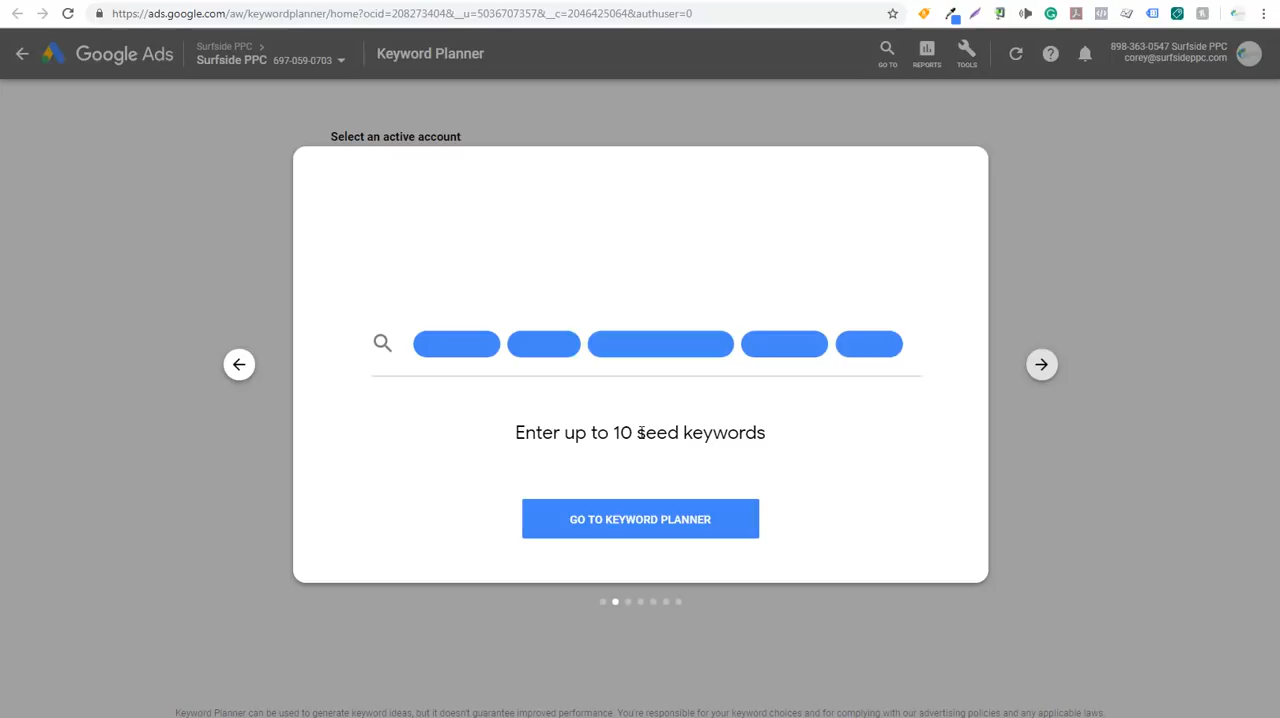 https://ads.google.com/aw/keywordplanner/home?ocid=208273404&__u=5036707357&__c=2046425064&authuser=0
Google Ads
Surfside PPC
Surfside PPC 697-059-0703
Keyword Planner
GO TO
REPORTS
TOOLS
898-363-0547 Surfside PPC
corey@surfsideppc.com
Select an active account
Enter up to 10 seed keywords
GO TO KEYWORD PLANNER
Keyword Planner can be used to generate keyword ideas, but it doesn't guarantee improved performance. You're responsible for your keyword choices and for complying with our advertising policies and any applicable laws.